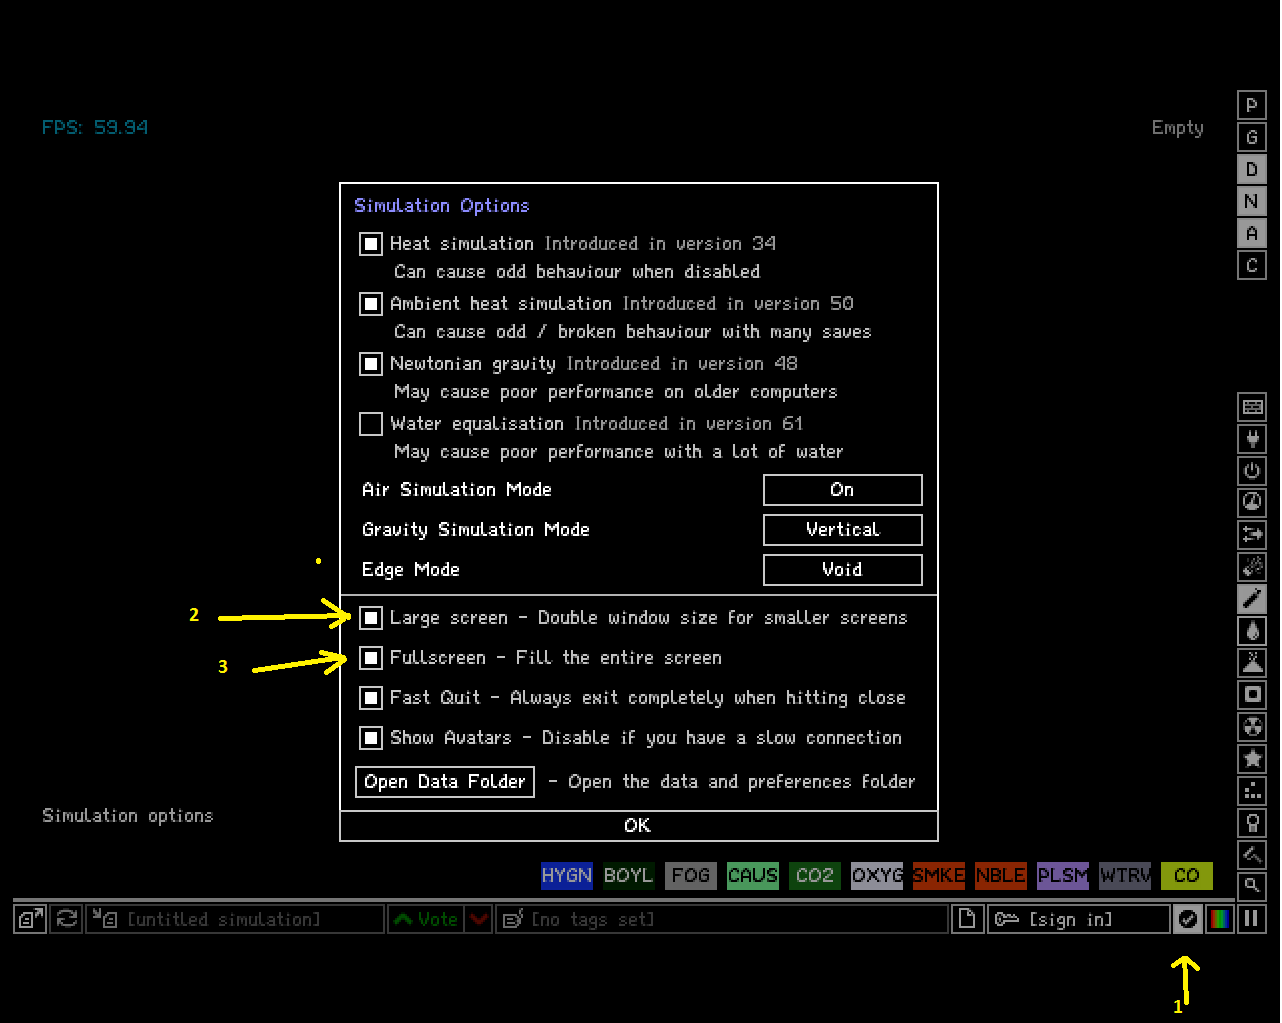 P
FPS: 59.94
Empty
G
D
N
A
C
Simulation Options
Heat simulation Introduced in version 34
Can cause odd behaviour when disabled
Ambient heat simulation Introduced in version 50
Can cause odd / broken behaviour with many saves
Newtonian gravity Introduced in version 48
May cause poor performance on older computers
Water equalisation Introduced in version 61
May cause poor performance with a lot of water
Air Simulation Mode On
Gravity Simulation Mode Vertical
Edge Mode Void
2
Large screen - Double window size for smaller screens
3
Fullscreen - Fill the entire screen
Fast Quit - Always exit completely when hitting close
Show Avatars - Disable if you have a slow connection
Open Data Folder - Open the data and preferences folder
Simulation options
OK
HYGN BOYL FOG CAUS CO2 OXYG SMKE NBLE PLSM WTRV CO
[untitled simulation] Vote [no tags set] [sign in]
1